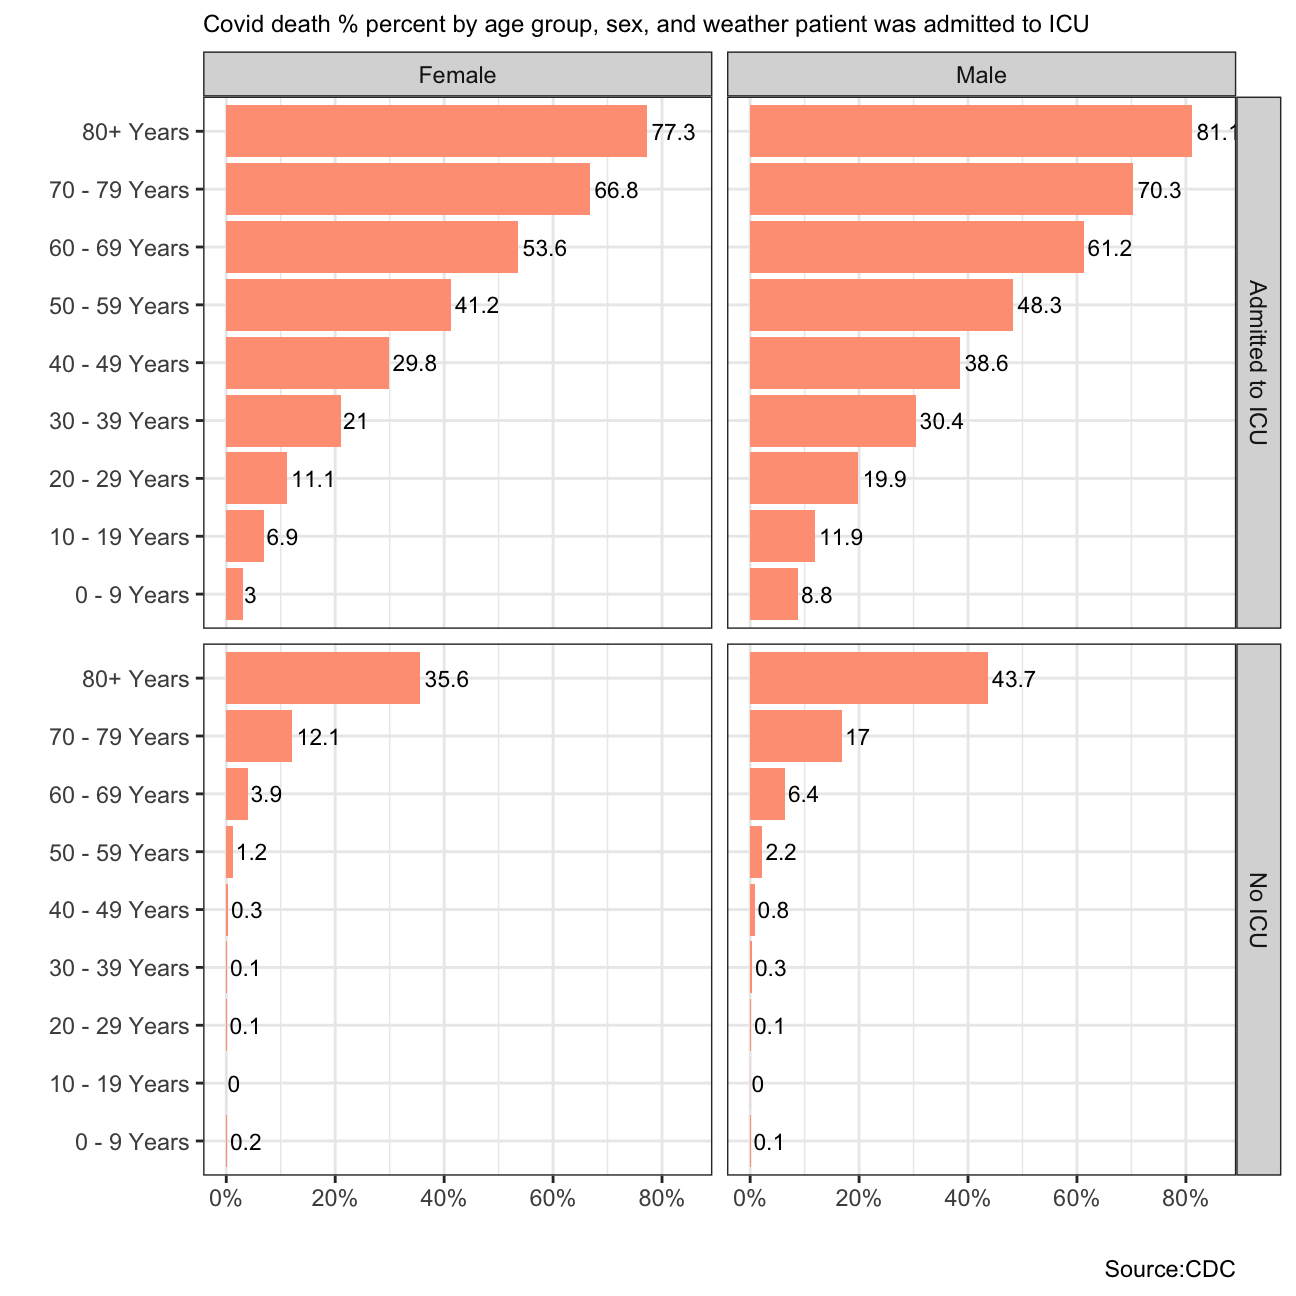 Covid death % percent by age group, sex, and weather patient was admitted to ICU
Female
Male
80+ Years 77.3 81.1
70 - 79 Years 66.8 70.3
60 - 69 Years 53.6 61.2
50 - 59 Years 41.2 48.3
40 - 49 Years 29.8 38.6
30 - 39 Years 21 30.4
20 - 29 Years 11.1 19.9
10 - 19 Years 6.9 11.9
0 - 9 Years 3 8.8
Admitted to ICU
80+ Years 35.6 43.7
70 - 79 Years 12.1 17
60 - 69 Years 3.9 6.4
50 - 59 Years 1.2 2.2
40 - 49 Years 0.3 0.8
30 - 39 Years 0.1 0.3
20 - 29 Years 0.1 0.1
10 - 19 Years 0 0
0 - 9 Years 0.2 0.1
No ICU
0% 20% 40% 60% 80% 0% 20% 40% 60% 80%
Source:CDC